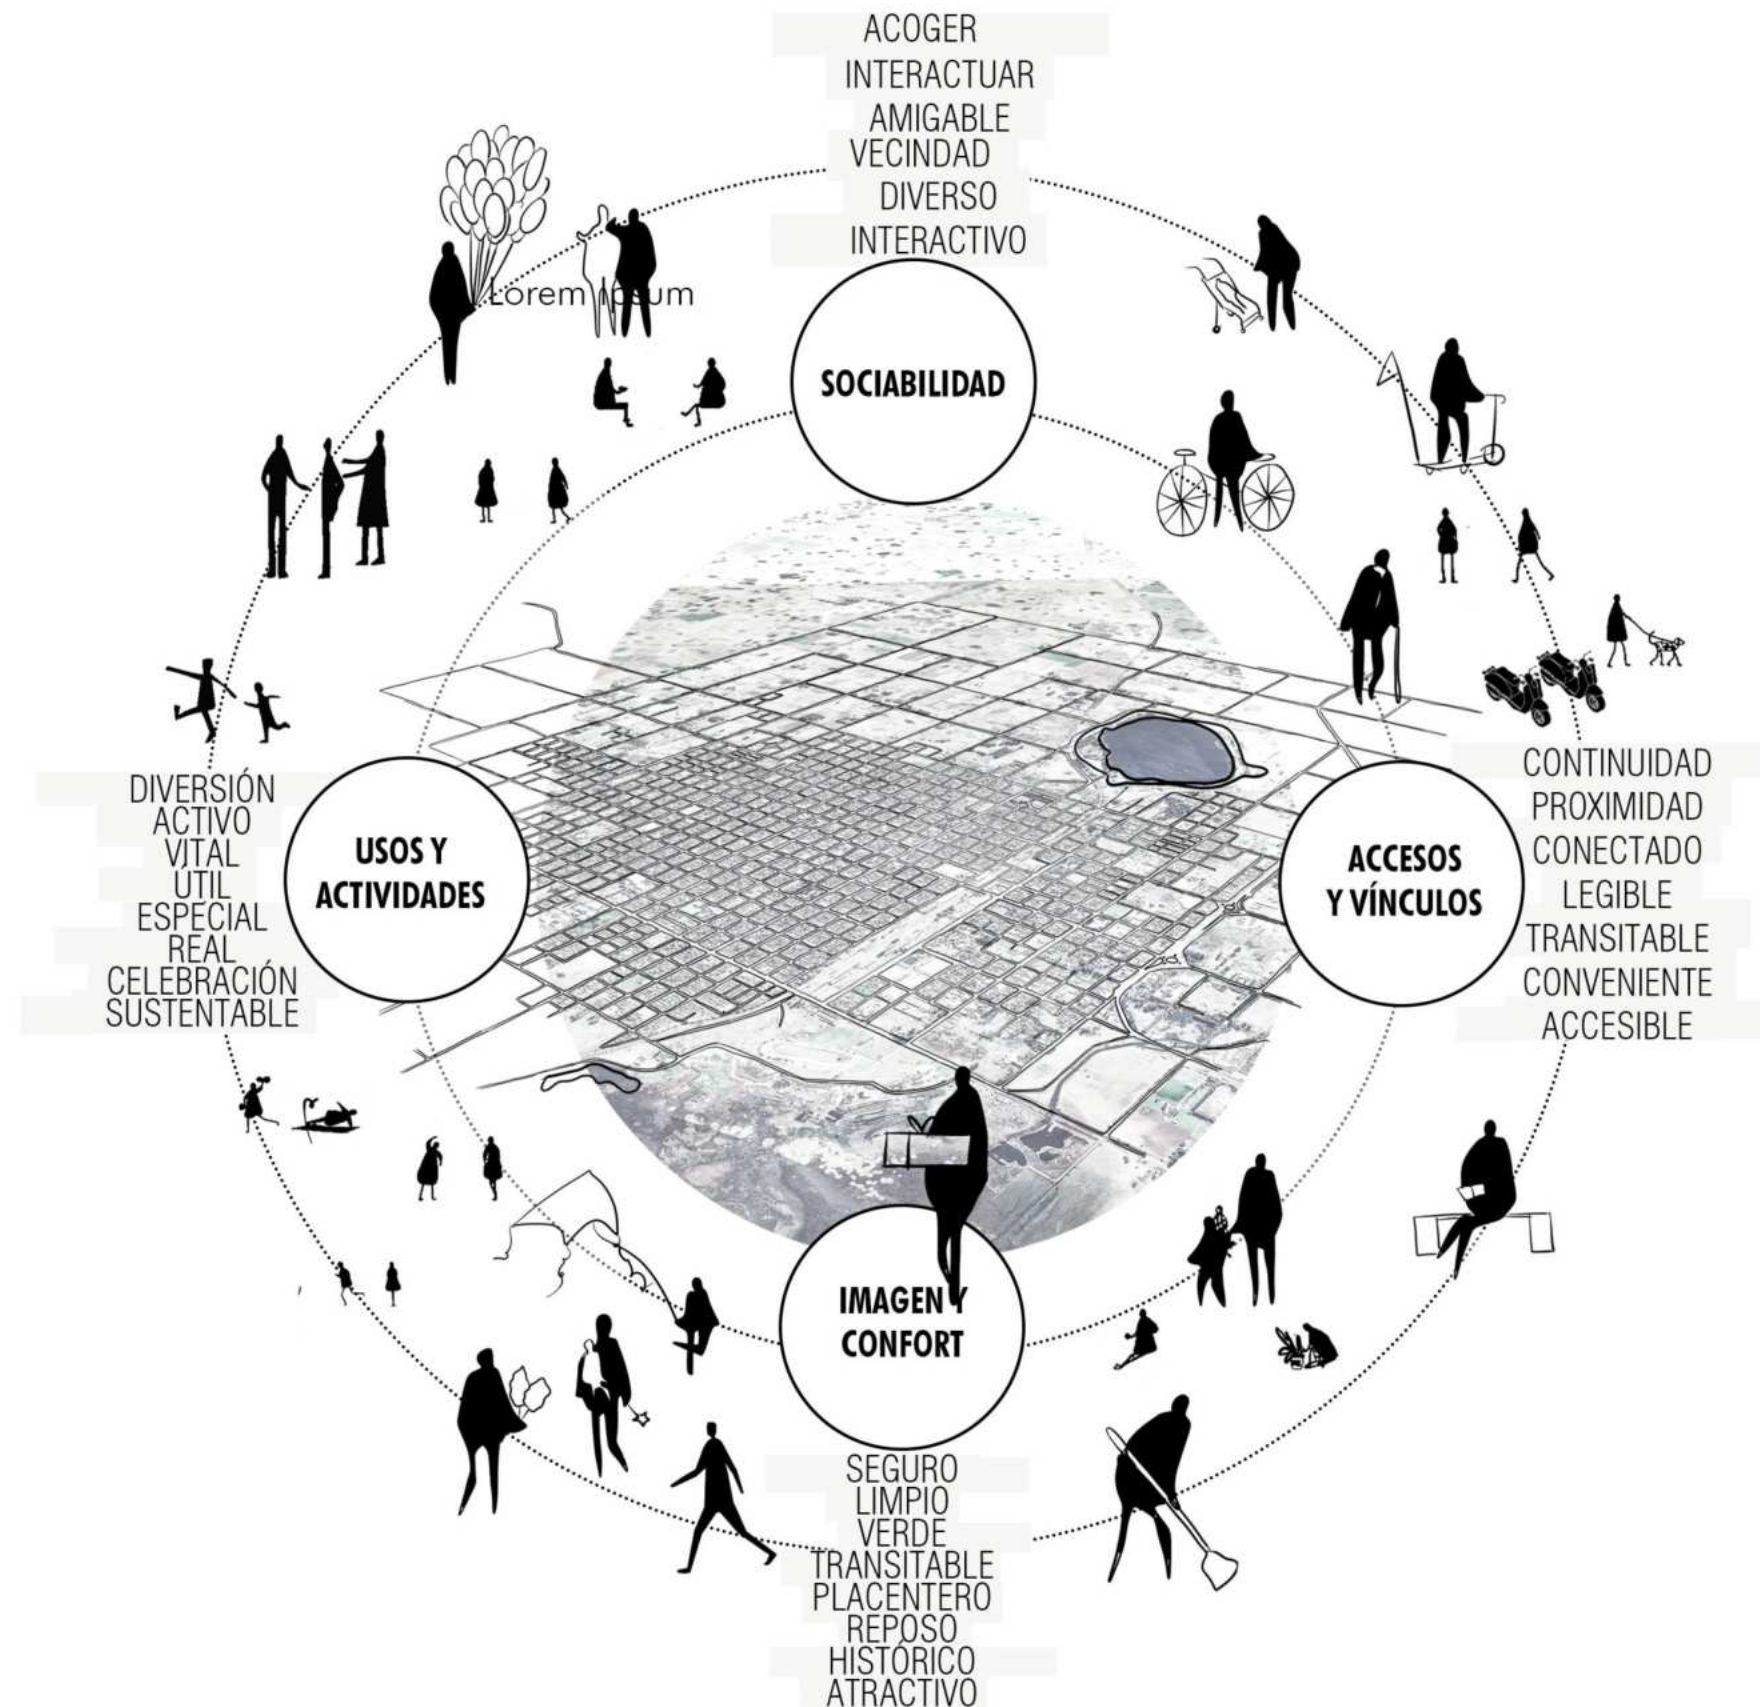 ACOGER
INTERACTUAR
AMIGABLE
VECINDAD
DIVERSO
INTERACTIVO
Lorem Ipsum
SOCIABILIDAD
DIVERSIÓN
ACTIVO
VITAL
ÚTIL
ESPECIAL
REAL
CELEBRACIÓN
SUSTENTABLE
USOS Y
ACTIVIDADES
ACCESOS
Y VÍNCULOS
CONTINUIDAD
PROXIMIDAD
CONECTADO
LEGIBLE
TRANSITABLE
CONVENIENTE
ACCESIBLE
IMAGEN Y
CONFORT
SEGURO
LIMPIO
VERDE
TRANSITABLE
PLACENTERO
REPOSO
HISTÓRICO
ATRACTIVO